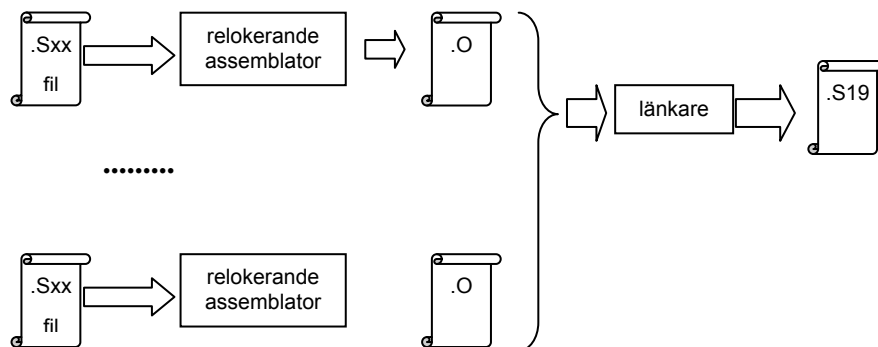 .Sxx
fil
relokerande
assemblator
.O
länkare
.S19
.........
.Sxx
fil
relokerande
assemblator
.O